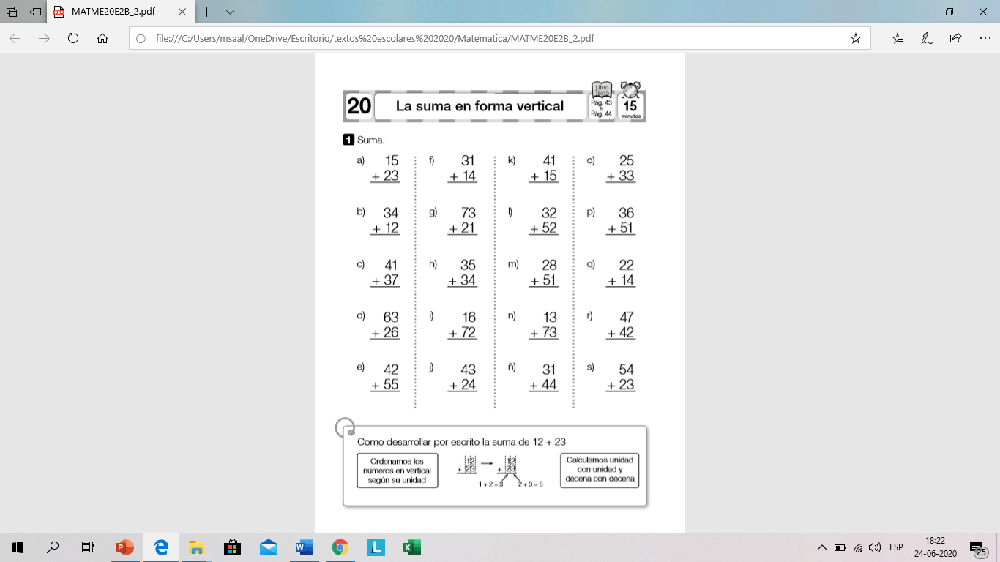 MATME20E2B_2.pdf
file:///C:/Users/msaal/OneDrive/Escritorio/textos%20escolares%202020/Matematica/MATME20E2B_2.pdf
20
La suma en forma vertical
Libro
Texto
Pág. 43
a
Pág. 44
15
minutos
1 Suma.
a) 15 f) 31 k) 41 o) 25
+ 23 + 14 + 15 + 33
b) 34 g) 73 l) 32 p) 36
+ 12 + 21 + 52 + 51
c) 41 h) 35 m) 28 q) 22
+ 37 + 34 + 51 + 14
d) 63 i) 16 n) 13 r) 47
+ 26 + 72 + 73 + 42
e) 42 j) 43 ñ) 31 s) 54
+ 55 + 24 + 44 + 23
Como desarrollar por escrito la suma de 12 + 23
Ordenamos los
números en vertical
según su unidad
12 12
+ 23 + 23
1 + 2 = 3 2 + 3 = 5
Calculamos unidad
con unidad y
decena con decena
ESP
18:22
24-06-2020
25